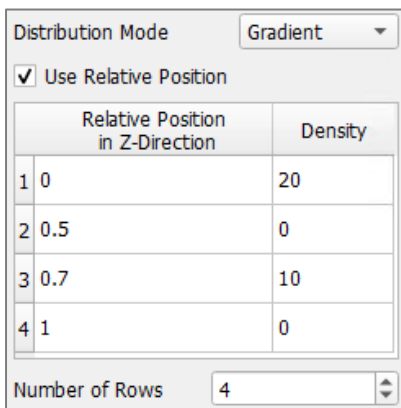 Distribution Mode Gradient
Use Relative Position
Relative Position
in Z-Direction Density
1 0 20
2 0.5 0
3 0.7 10
4 1 0
Number of Rows 4